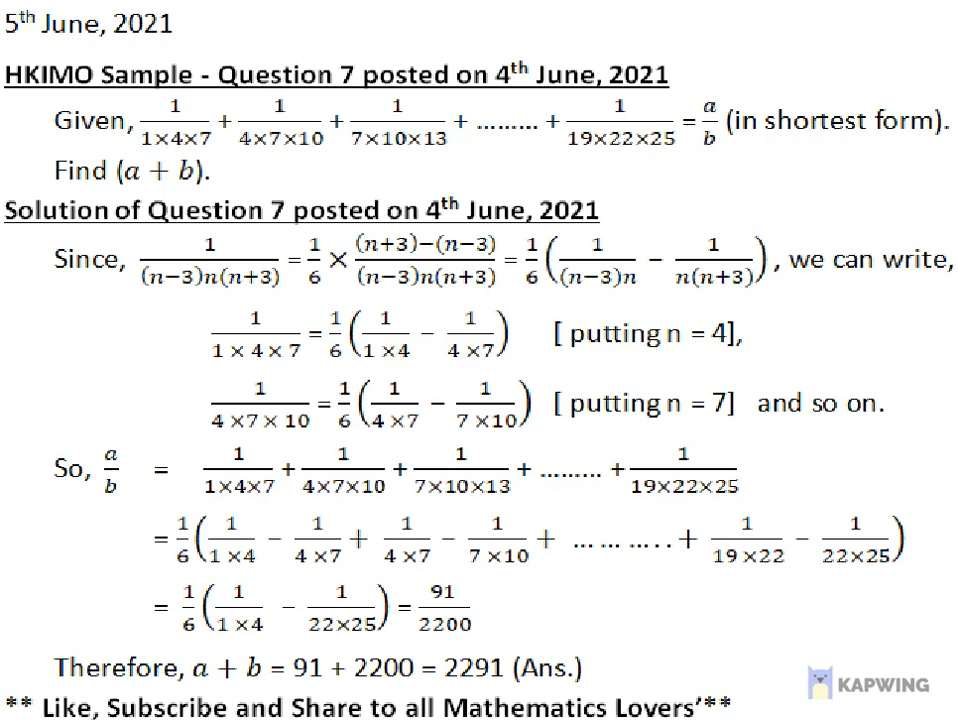 5th June, 2021
HKIMO Sample - Question 7 posted on 4th June, 2021
Given, 1/(1×4×7) + 1/(4×7×10) + 1/(7×10×13) + ……… + 1/(19×22×25) = a/b (in shortest form).
Find (a + b).
Solution of Question 7 posted on 4th June, 2021
Since, 1/((n−3)n(n+3)) = 1/6 × ((n+3)−(n−3))/((n−3)n(n+3)) = 1/6 (1/((n−3)n) − 1/(n(n+3))), we can write,
1/(1 × 4 × 7) = 1/6 (1/(1 ×4) − 1/(4 ×7)) [ putting n = 4],
1/(4 ×7× 10) = 1/6 (1/(4 ×7) − 1/(7 ×10)) [ putting n = 7] and so on.
So, a/b = 1/(1×4×7) + 1/(4×7×10) + 1/(7×10×13) + ……… + 1/(19×22×25)
= 1/6 (1/(1 ×4) − 1/(4 ×7) + 1/(4 ×7) − 1/(7 ×10) + … … … . . + 1/(19 ×22) − 1/(22×25))
= 1/6 (1/(1 ×4) − 1/(22×25)) = 91/2200
Therefore, a + b = 91 + 2200 = 2291 (Ans.)
KAPWING
** Like, Subscribe and Share to all Mathematics Lovers'**